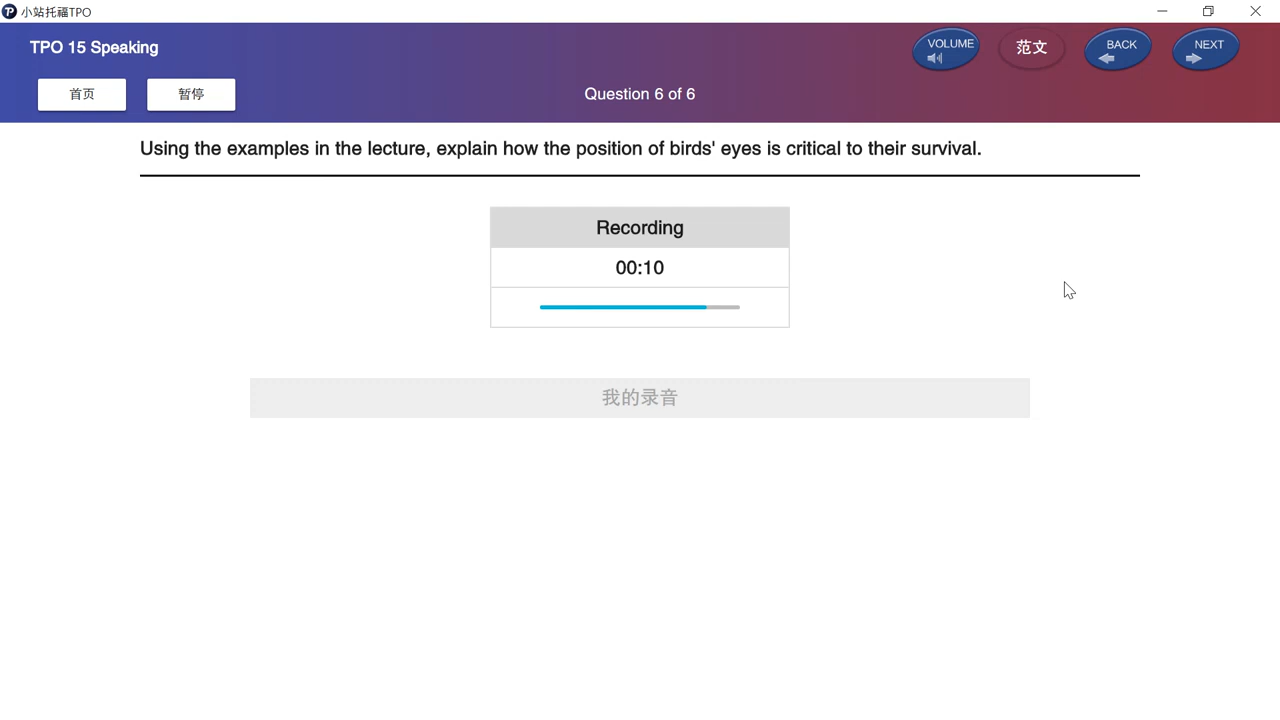 小站托福TPO
TPO 15 Speaking
VOLUME
范文
BACK
NEXT
首页
暂停
Question 6 of 6
Using the examples in the lecture, explain how the position of birds' eyes is critical to their survival.
Recording
00:10
我的录音